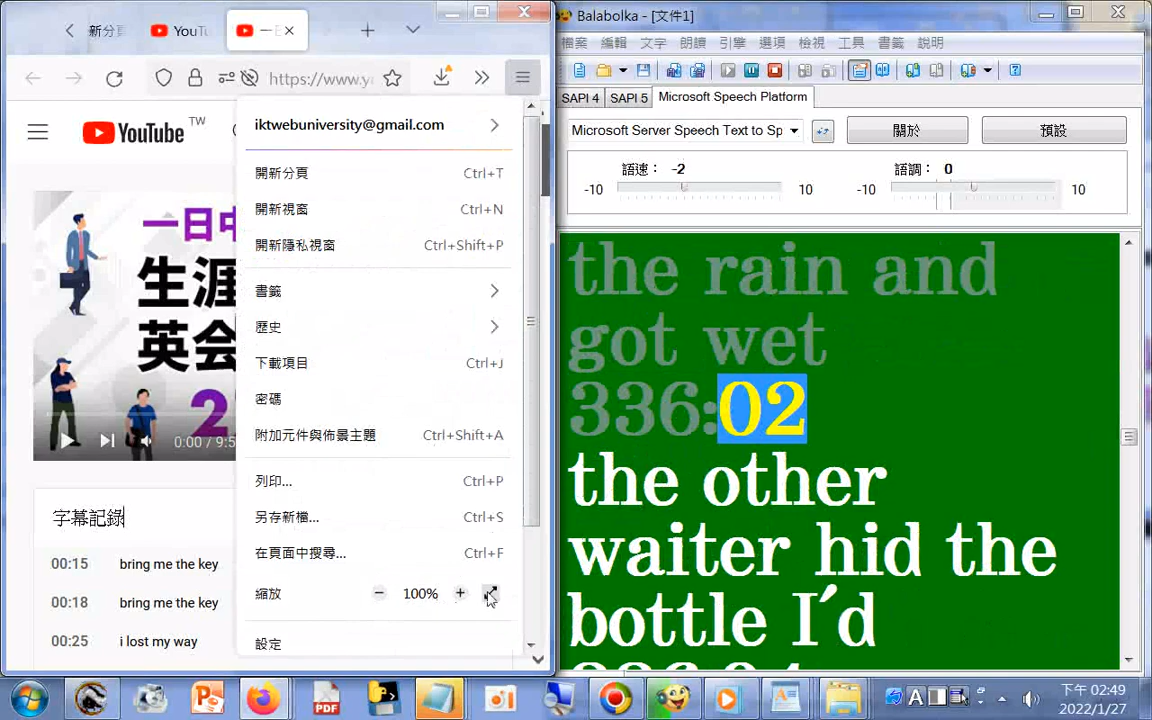 新分頁
YouTu
一 E
https://www.y
iktwebuniversity@gmail.com
開新分頁 Ctrl+T
開新視窗 Ctrl+N
開新隱私視窗 Ctrl+Shift+P
書籤
歷史
下載項目 Ctrl+J
密碼
附加元件與佈景主題 Ctrl+Shift+A
列印... Ctrl+P
另存新檔... Ctrl+S
在頁面中搜尋... Ctrl+F
縮放 100%
設定
YouTube TW
一日中
生涯
英會
2
0:00 / 9:5
字幕記錄
00:15 bring me the key
00:18 bring me the key
00:25 i lost my way
Balabolka - [文件1]
檔案 編輯 文字 朗讀 引擎 選項 檢視 工具 書籤 說明
SAPI 4 SAPI 5 Microsoft Speech Platform
Microsoft Server Speech Text to Sp 關於 預設
語速: -2 語調: 0
-10 10 -10 10
the rain and
got wet
336:02
the other
waiter hid the
bottle I'd
下午 02:49
2022/1/27